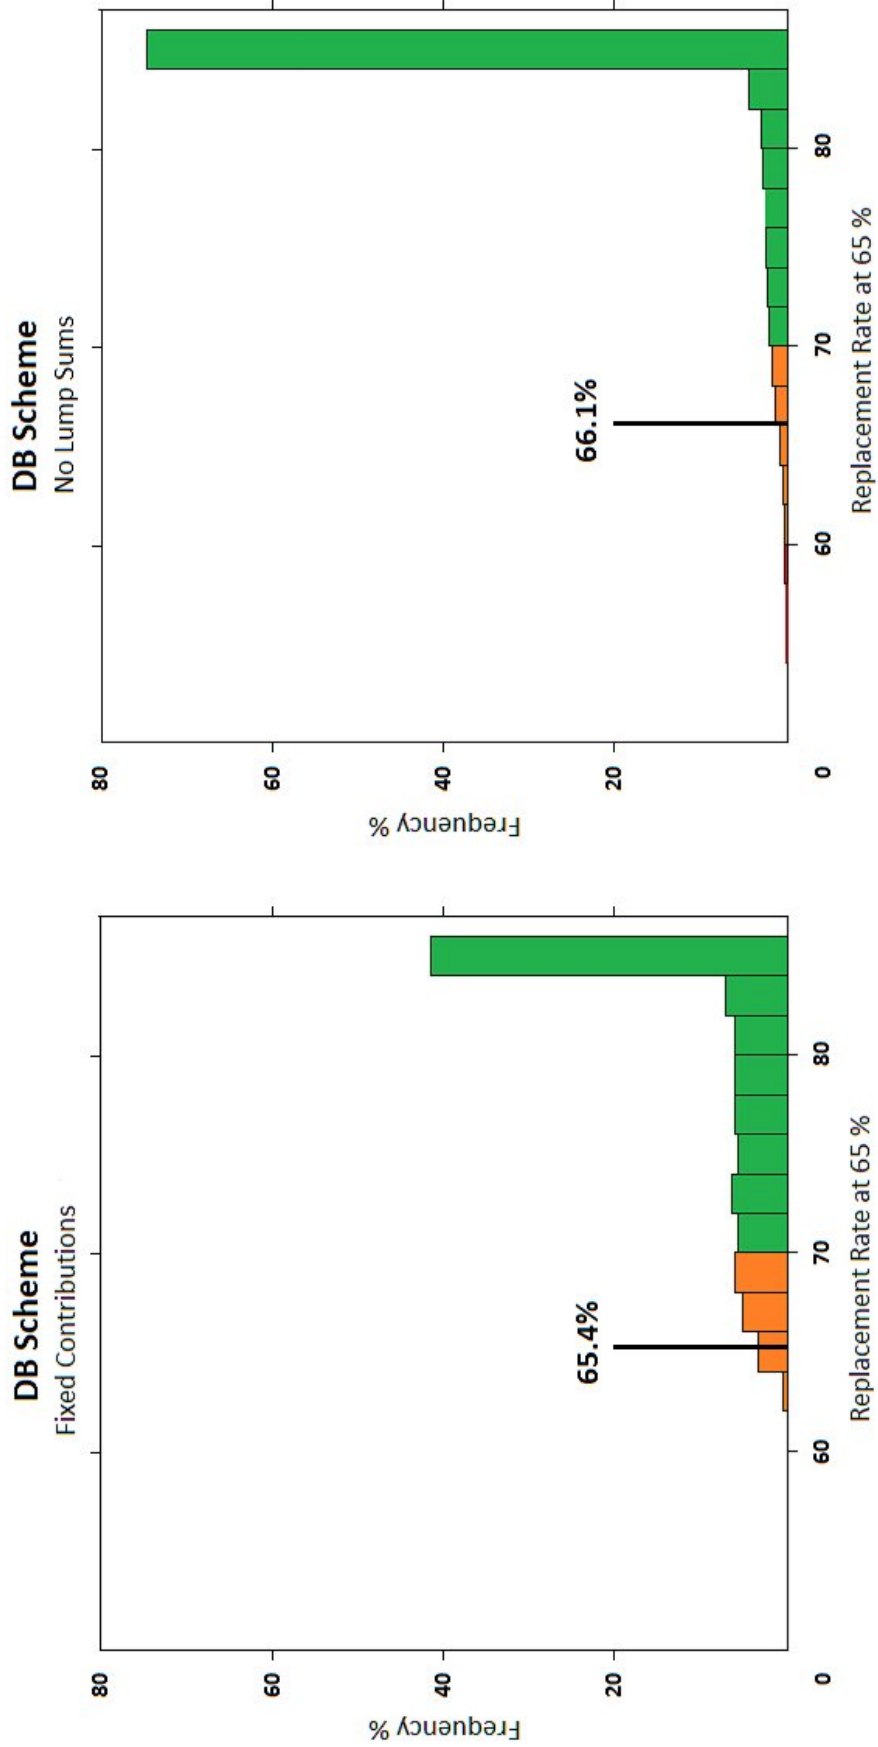 DB Scheme
Fixed Contributions
80
60
40
20
0
Frequency %
65.4%
60
70
80
Replacement Rate at 65 %
DB Scheme
No Lump Sums
80
60
40
20
0
Frequency %
66.1%
60
70
80
Replacement Rate at 65 %